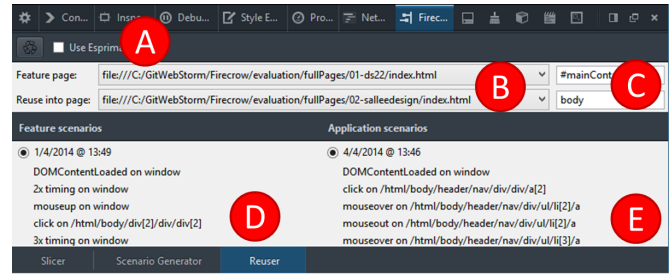 Con... Inspe... Debu... Style E... Pro... Net... Firec...
Use Esprima A
Feature page: file:///C:/GitWebStorm/Firecrow/evaluation/fullPages/01-ds22/index.html #mainCont
Reuse into page: file:///C:/GitWebStorm/Firecrow/evaluation/fullPages/02-salleedesign/index.html B body C
Feature scenarios Application scenarios
1/4/2014 @ 13:49 4/4/2014 @ 13:46
DOMContentLoaded on window DOMContentLoaded on window
2x timing on window click on /html/body/header/nav/div/div/a[2]
mouseup on window mouseover on /html/body/header/nav/div/ul/li[2]/a
click on /html/body/div[2]/div/div[2] D mouseout on /html/body/header/nav/div/ul/li[2]/a E
3x timing on window mouseover on /html/body/header/nav/div/ul/li[3]/a
Slicer Scenario Generator Reuser